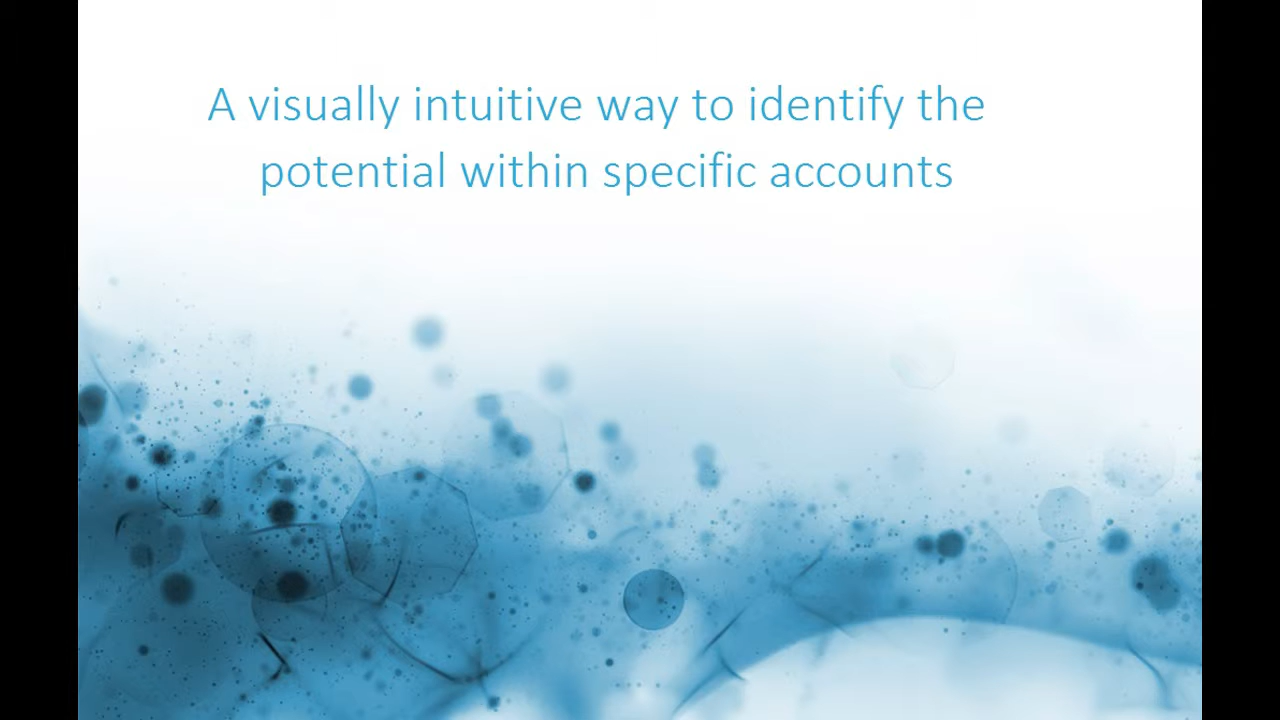 A visually intuitive way to identify the
potential within specific accounts